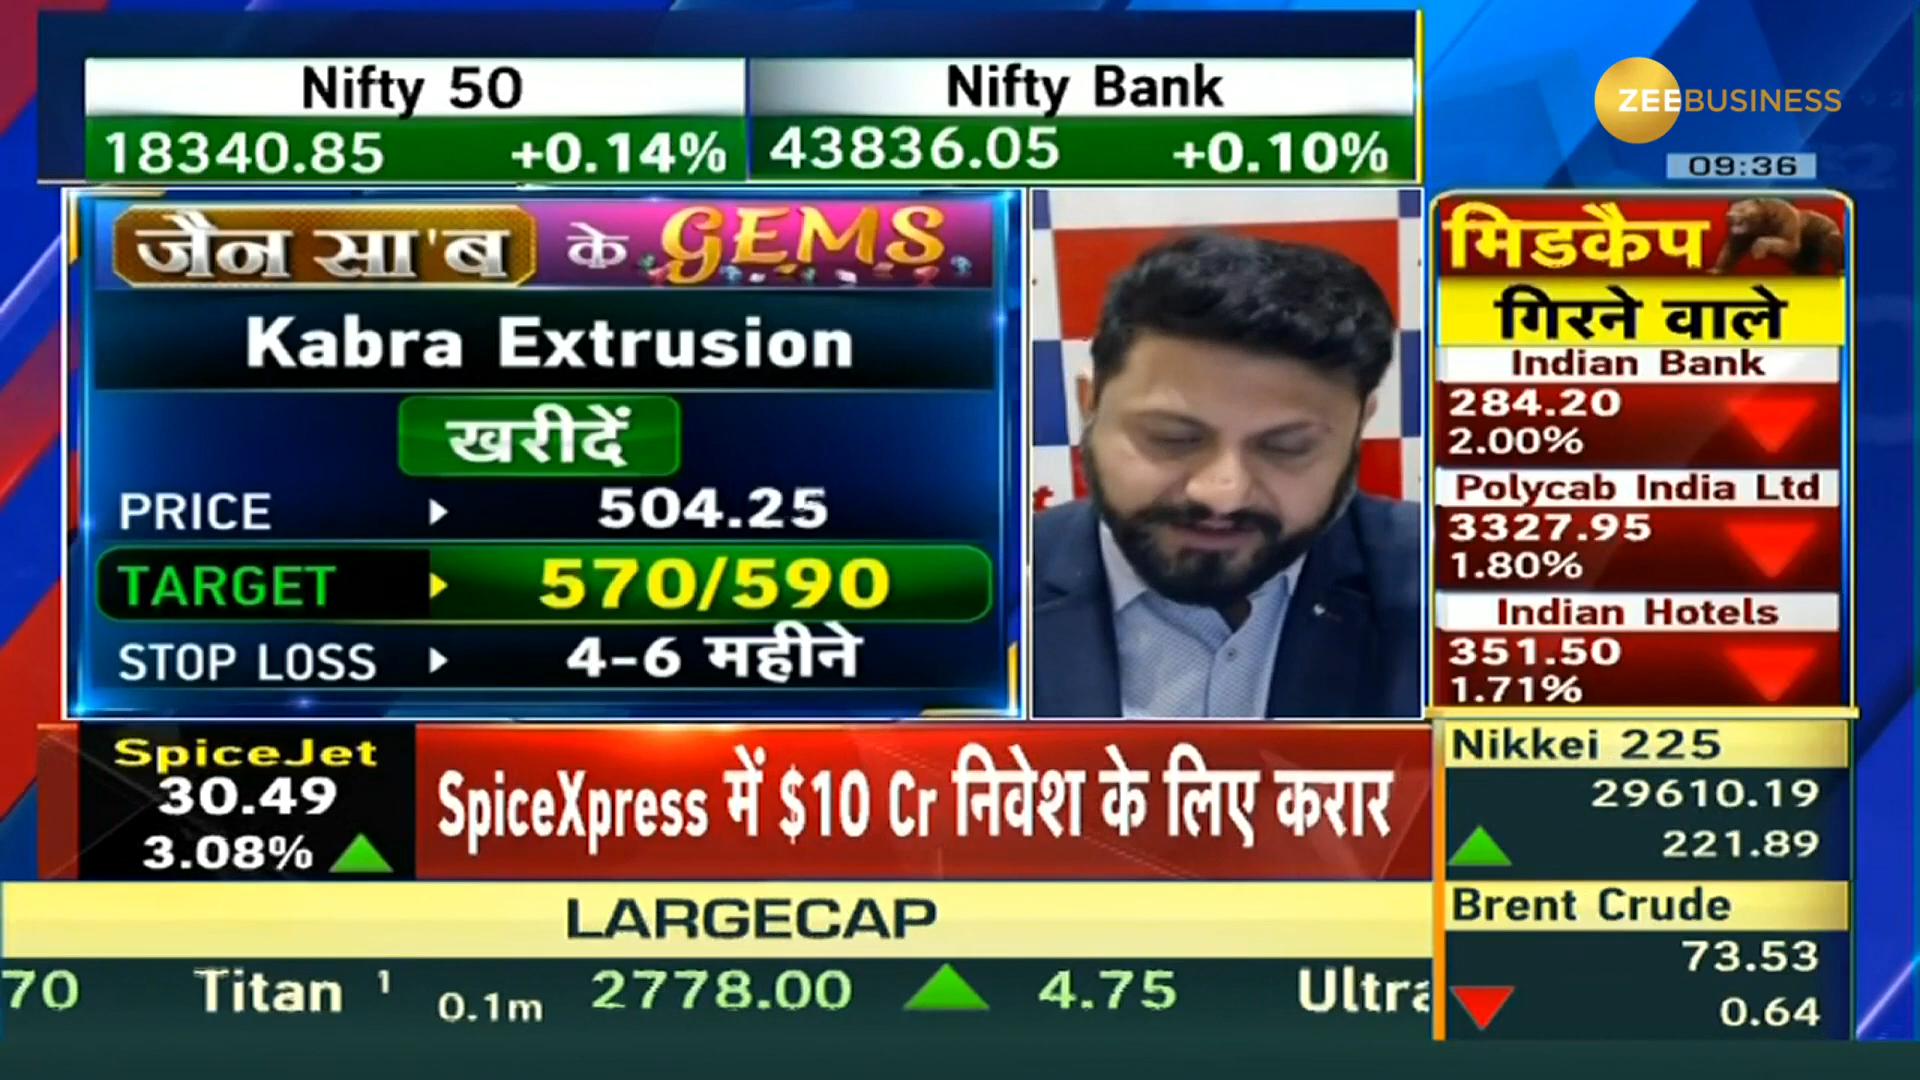 Nifty 50
18340.85 +0.14%
Nifty Bank
43836.05 +0.10%
ZEEBUSINESS
09:36
जैन सा'ब के GEMS
Kabra Extrusion
खरीदें
PRICE 504.25
TARGET 570/590
STOP LOSS 4-6 महीने
मिडकैप
गिरने वाले
Indian Bank
284.20
2.00%
Polycab India Ltd
3327.95
1.80%
Indian Hotels
351.50
1.71%
SpiceJet
30.49
3.08%
SpiceXpress में $10 Cr निवेश के लिए करार
Nikkei 225
29610.19
221.89
Brent Crude
73.53
0.64
LARGECAP
70 Titan 1 0.1m 2778.00 4.75 Ultra